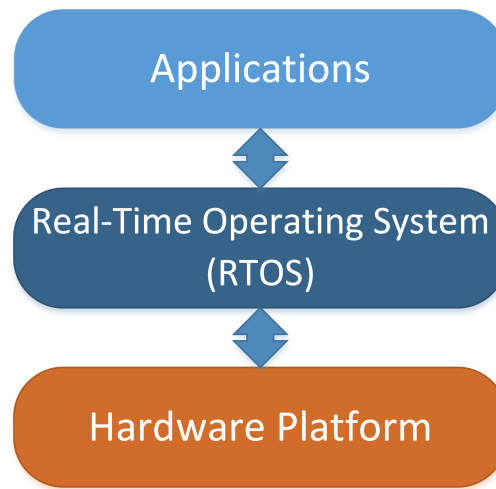 Applications
Real-Time Operating System
(RTOS)
Hardware Platform